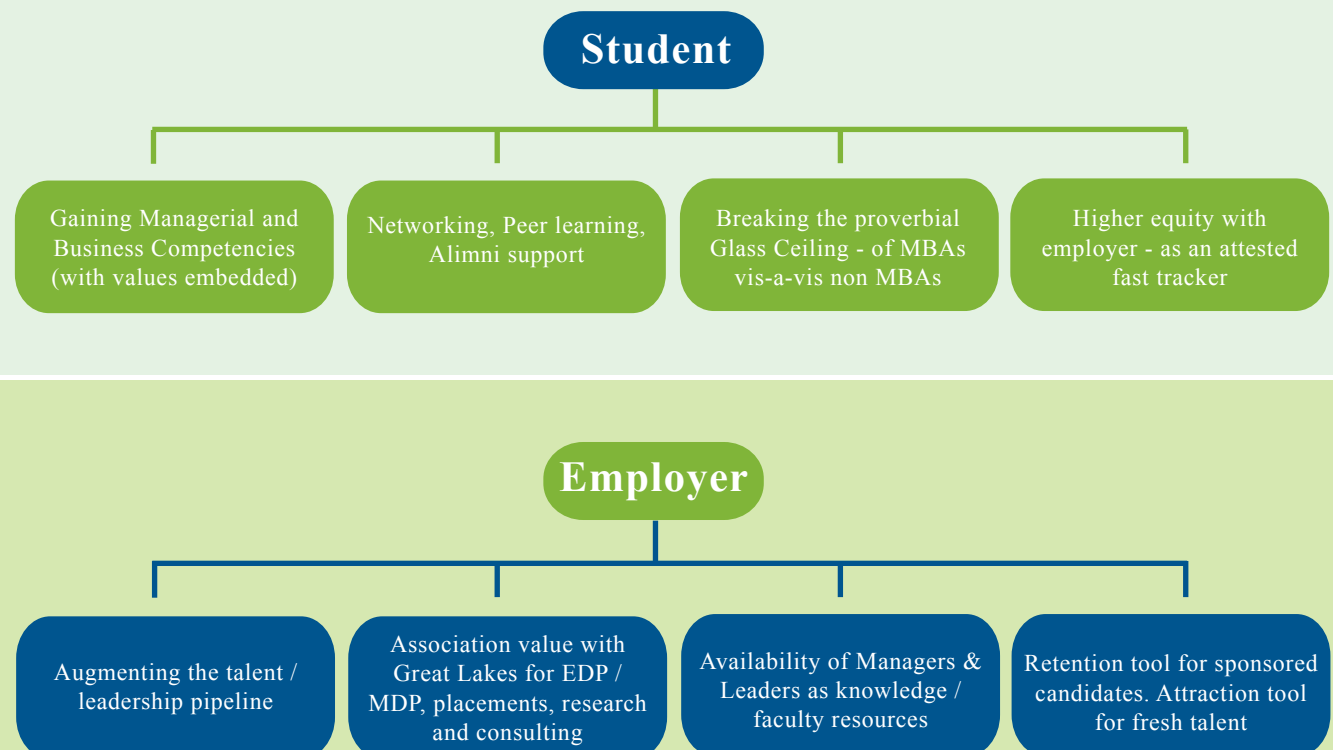 Student
Gaining Managerial and
Business Competencies
(with values embedded)
Networking, Peer learning,
Alimni support
Breaking the proverbial
Glass Ceiling - of MBAs
vis-a-vis non MBAs
Higher equity with
employer - as an attested
fast tracker
Employer
Augmenting the talent /
leadership pipeline
Association value with
Great Lakes for EDP /
MDP, placements, research
and consulting
Availability of Managers &
Leaders as knowledge /
faculty resources
Retention tool for sponsored
candidates. Attraction tool
for fresh talent